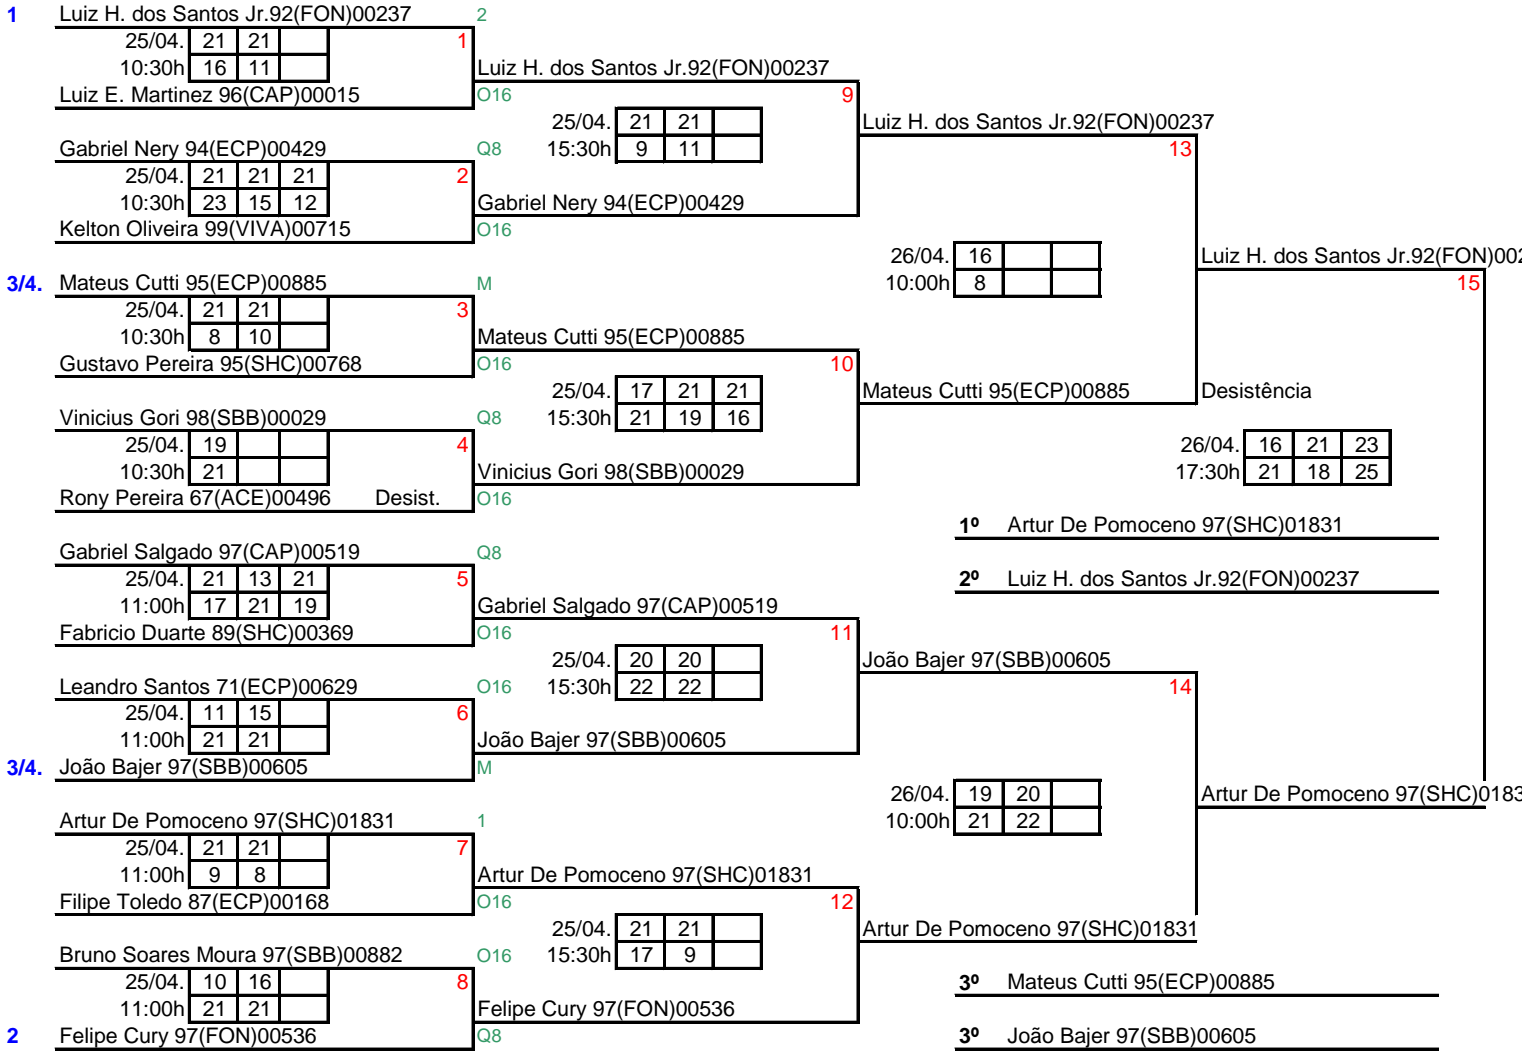 1 Luiz H. dos Santos Jr.92(FON)00237 2
25/04. 21 21 1
10:30h 16 11 Luiz H. dos Santos Jr.92(FON)00237
Luiz E. Martinez 96(CAP)00015 O16 9
25/04. 21 21 Luiz H. dos Santos Jr.92(FON)00237
Gabriel Nery 94(ECP)00429 Q8 15:30h 9 11 13
25/04. 21 21 21 2
10:30h 23 15 12 Gabriel Nery 94(ECP)00429
Kelton Oliveira 99(VIVA)00715 O16
26/04. 16 Luiz H. dos Santos Jr.92(FON)002
3/4. Mateus Cutti 95(ECP)00885 M 10:00h 8 15
25/04. 21 21 3
10:30h 8 10 Mateus Cutti 95(ECP)00885
Gustavo Pereira 95(SHC)00768 O16 10
25/04. 17 21 21 Mateus Cutti 95(ECP)00885 Desistência
Vinicius Gori 98(SBB)00029 Q8 15:30h 21 19 16
25/04. 19 4 26/04. 16 21 23
10:30h 21 Vinicius Gori 98(SBB)00029 17:30h 21 18 25
Rony Pereira 67(ACE)00496 Desist. O16
1º Artur De Pomoceno 97(SHC)01831
Gabriel Salgado 97(CAP)00519 Q8
25/04. 21 13 21 5 2º Luiz H. dos Santos Jr.92(FON)00237
11:00h 17 21 19 Gabriel Salgado 97(CAP)00519
Fabricio Duarte 89(SHC)00369 O16 11
25/04. 20 20 João Bajer 97(SBB)00605
Leandro Santos 71(ECP)00629 O16 15:30h 22 22 14
25/04. 11 15 6
11:00h 21 21 João Bajer 97(SBB)00605
3/4. João Bajer 97(SBB)00605 M
26/04. 19 20 Artur De Pomoceno 97(SHC)0183
Artur De Pomoceno 97(SHC)01831 1 10:00h 21 22
25/04. 21 21 7
11:00h 9 8 Artur De Pomoceno 97(SHC)01831
Filipe Toledo 87(ECP)00168 O16 12
25/04. 21 21 Artur De Pomoceno 97(SHC)01831
Bruno Soares Moura 97(SBB)00882 O16 15:30h 17 9
25/04. 10 16 8 3º Mateus Cutti 95(ECP)00885
11:00h 21 21 Felipe Cury 97(FON)00536
2 Felipe Cury 97(FON)00536 Q8 3º João Bajer 97(SBB)00605